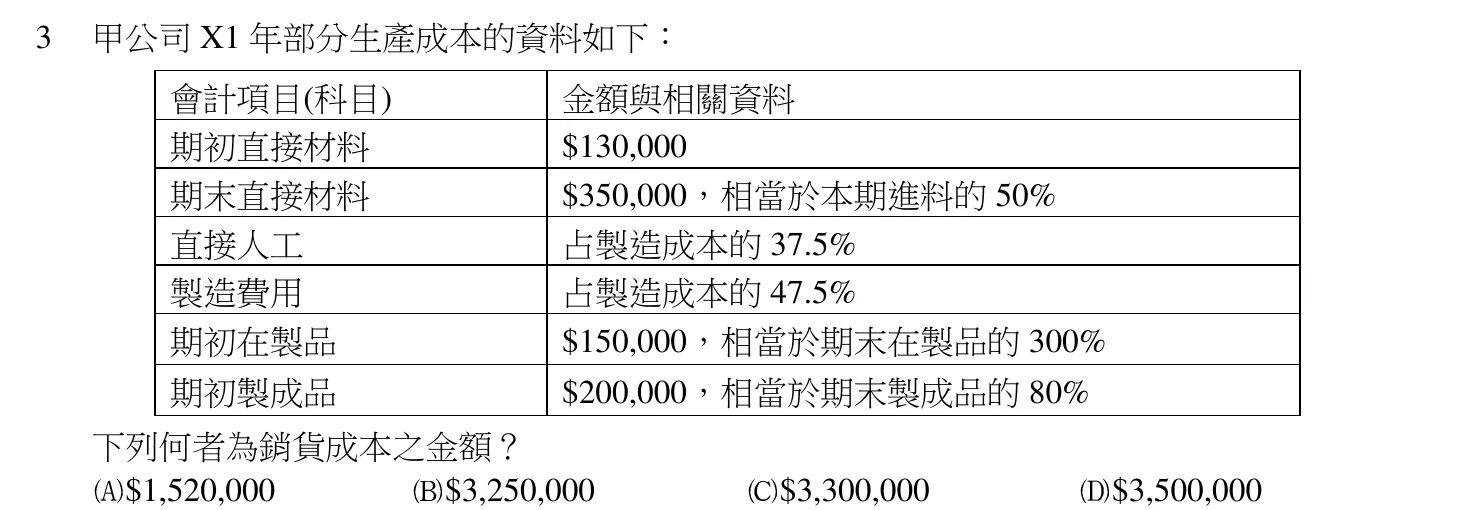 3 甲公司 X1 年部分生產成本的資料如下：
會計項目(科目) 金額與相關資料
期初直接材料 $130,000
期末直接材料 $350,000，相當於本期進料的 50%
直接人工 占製造成本的 37.5%
製造費用 占製造成本的 47.5%
期初在製品 $150,000，相當於期末在製品的 300%
期初製成品 $200,000，相當於期末製成品的 80%
下列何者為銷貨成本之金額？
(A)$1,520,000 (B)$3,250,000 (C)$3,300,000 (D)$3,500,000